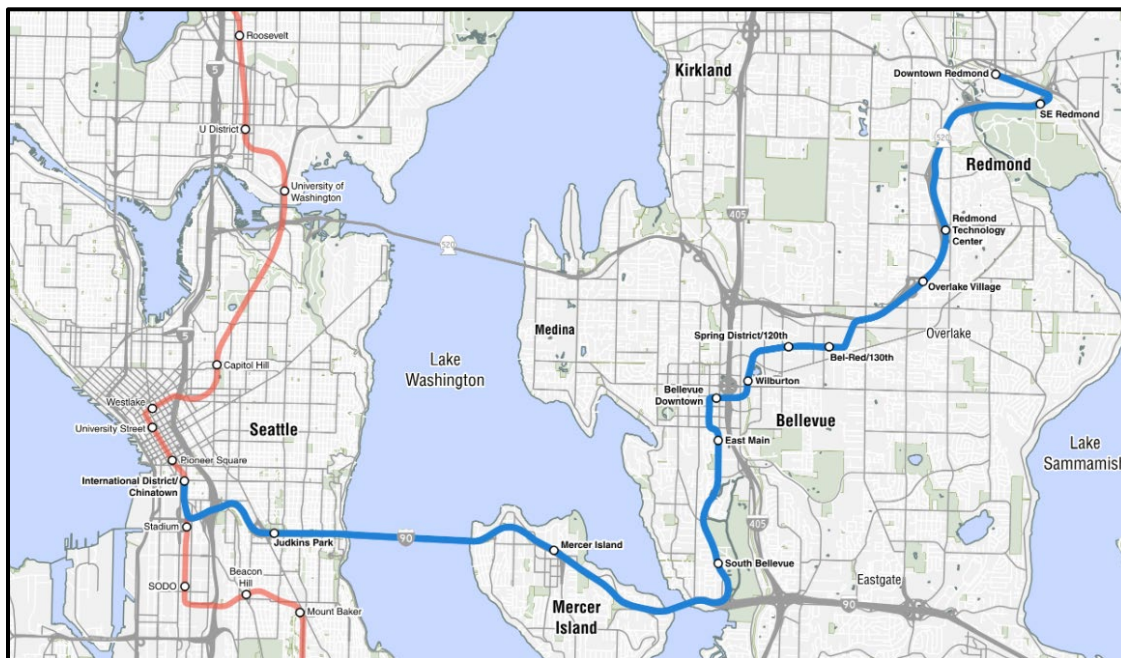 Roosevelt
5
Kirkland
Downtown Redmond
SE Redmond
U District
520
Redmond
University of
Washington
405
Redmond
Technology
Center
520
Overlake Village
Medina
Spring District/120th
Overlake
Bel-Red/130th
5
Lake
Washington
Capitol Hill
Wilburton
Westlake
Bellevue
Downtown
University Street
Seattle
Bellevue
East Main
Lake
Sammamish
Pioneer Square
International District/
Chinatown
Stadium
Judkins Park
90
Mercer Island
405
South Bellevue
Beacon
Hill
SODO
Eastgate
Mount Baker
Mercer
Island
90